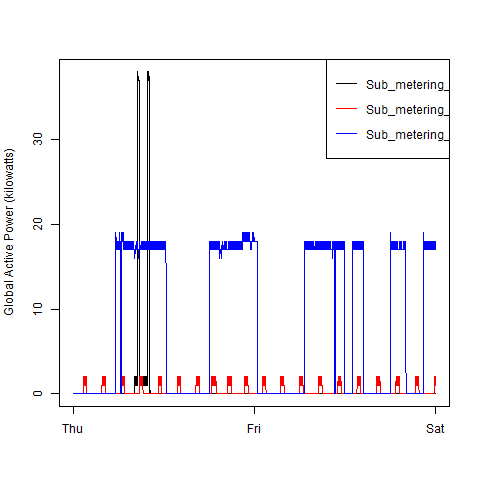 Sub_metering_
Sub_metering_
Sub_metering_
Global Active Power (kilowatts)
30
20
10
0
Thu
Fri
Sat